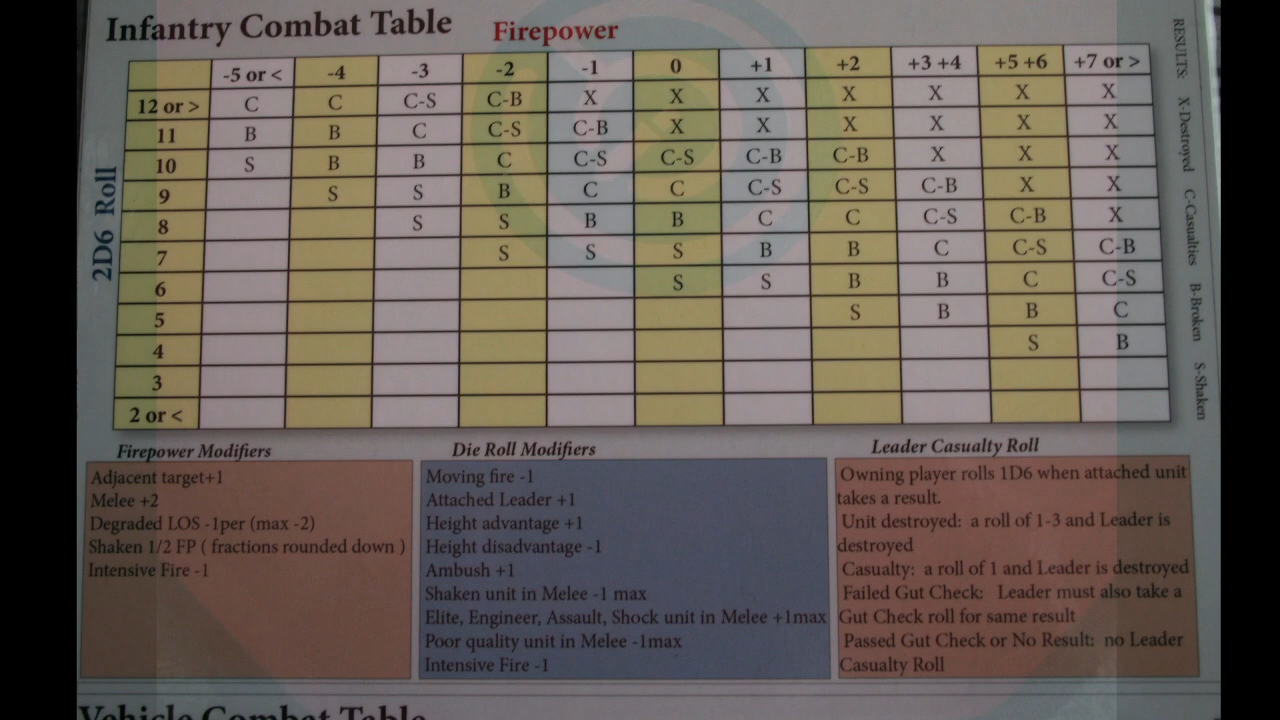 Infantry Combat Table Firepower
-5 or < -4 -3 -2 -1 0 +1 +2 +3 +4 +5 +6 +7 or >
12 or > C C C-S C-B X X X X X X X
11 B B C C-S C-B X X X X X X
10 S B B C C-S C-S C-B C-B X X X
9 S S B C C C-S C-S C-B X X
8 S S B B C C C-S C-B X
7 S S S B B C C-S C-B
6 S S B B C C-S
5 S B B C
4 S B
3
2 or <
2D6 Roll
RESULTS: X-Destroyed C-Casualties B-Broken S-Shaken
Firepower Modifiers
Adjacent target+1
Melee +2
Degraded LOS -1per (max -2)
Shaken 1/2 FP ( fractions rounded down )
Intensive Fire -1
Die Roll Modifiers
Moving fire -1
Attached Leader +1
Height advantage +1
Height disadvantage -1
Ambush +1
Shaken unit in Melee -1 max
Elite, Engineer, Assault, Shock unit in Melee +1max
Poor quality unit in Melee -1max
Intensive Fire -1
Leader Casualty Roll
Owning player rolls 1D6 when attached unit
takes a result.
Unit destroyed: a roll of 1-3 and Leader is
destroyed
Casualty: a roll of 1 and Leader is destroyed
Failed Gut Check: Leader must also take a
Gut Check roll for same result
Passed Gut Check or No Result: no Leader
Casualty Roll
Vehicle Combat Table